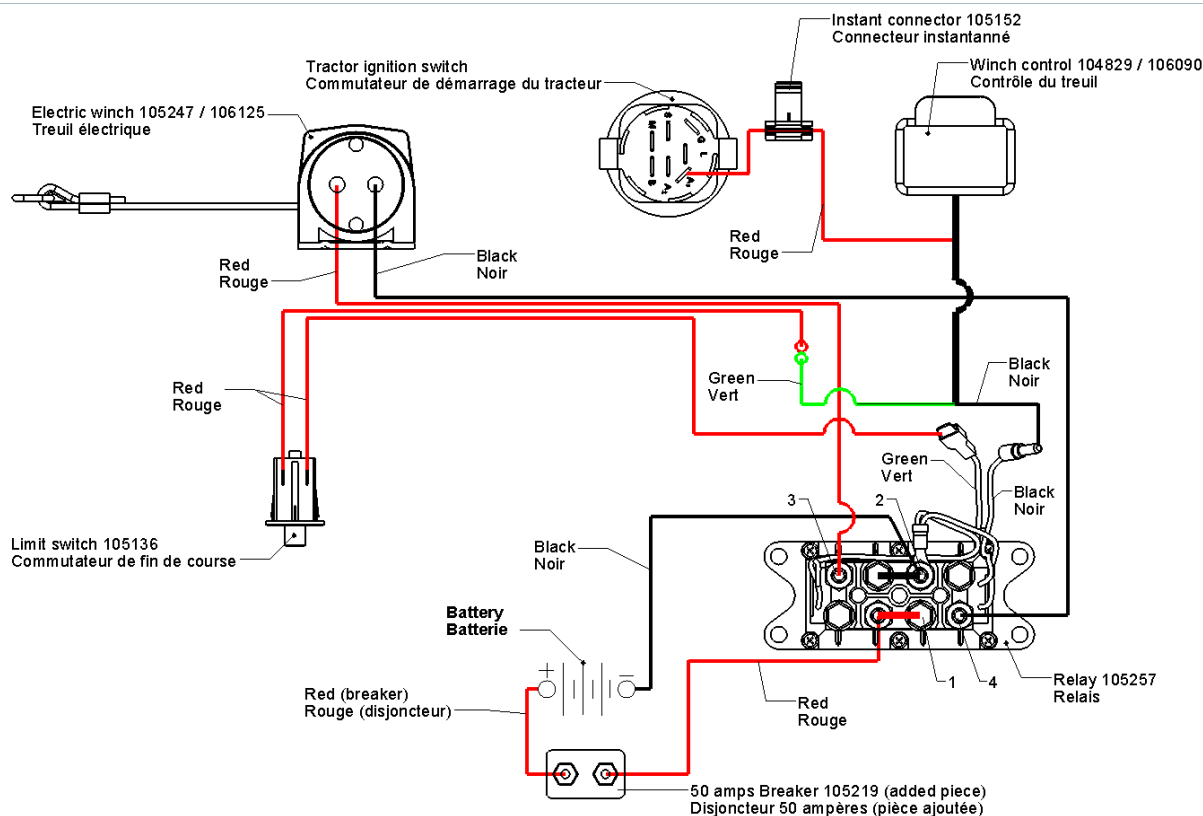 Instant connector 105152
Connecteur instantanné
Tractor ignition switch
Commutateur de démarrage du tracteur
Winch control 104829 / 106090
Contrôle du treuil
Electric winch 105247 / 106125
Treuil électrique
S
M
G
L
B
A₂
A₁
Red
Rouge
Black
Noir
Red
Rouge
Red
Rouge
Green
Vert
Black
Noir
Green
Vert
Black
Noir
3
2
Limit switch 105136
Commutateur de fin de course
Black
Noir
Battery
Batterie
+
−
Red (breaker)
Rouge (disjoncteur)
Red
Rouge
1
4
Relay 105257
Relais
50 amps Breaker 105219 (added piece)
Disjoncteur 50 ampères (pièce ajoutée)